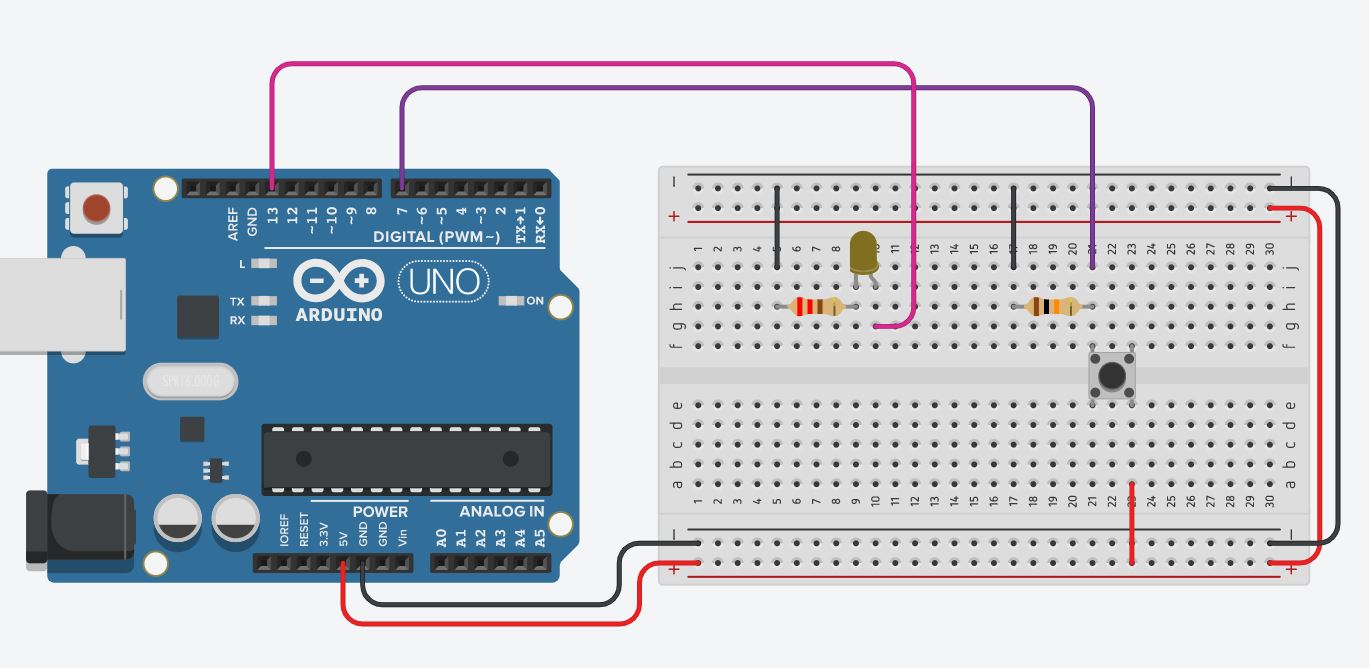 AREF GND 13 12 ~11 ~10 ~9 8 7 ~6 ~5 4 ~3 2 TX→1 RX←0
DIGITAL (PWM~)
L
TX
RX
UNO
ON
ARDUINO
SPK16.000G
POWER
ANALOG IN
IOREF RESET 3.3V 5V GND GND Vin A0 A1 A2 A3 A4 A5
− −
+ +
1 2 3 4 5 6 7 8 9 10 11 12 13 14 15 16 17 18 19 20 21 22 23 24 25 26 27 28 29 30
j j
i i
h h
g g
f f
e e
d d
c c
b b
a a
1 2 3 4 5 6 7 8 9 10 11 12 13 14 15 16 17 18 19 20 21 22 23 24 25 26 27 28 29 30
− −
+ +